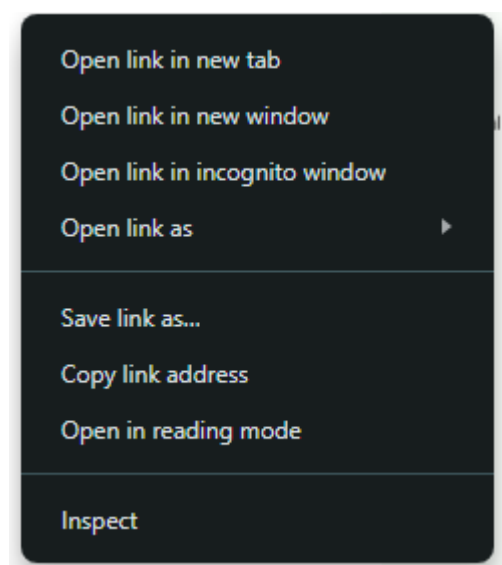 Open link in new tab
Open link in new window
Open link in incognito window
Open link as
Save link as...
Copy link address
Open in reading mode
Inspect